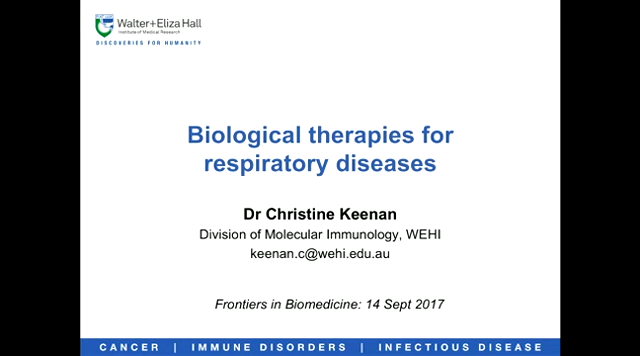 Walter+Eliza Hall
Institute of Medical Research
DISCOVERIES FOR HUMANITY
Biological therapies for
respiratory diseases
Dr Christine Keenan
Division of Molecular Immunology, WEHI
keenan.c@wehi.edu.au
Frontiers in Biomedicine: 14 Sept 2017
CANCER | IMMUNE DISORDERS | INFECTIOUS DISEASE